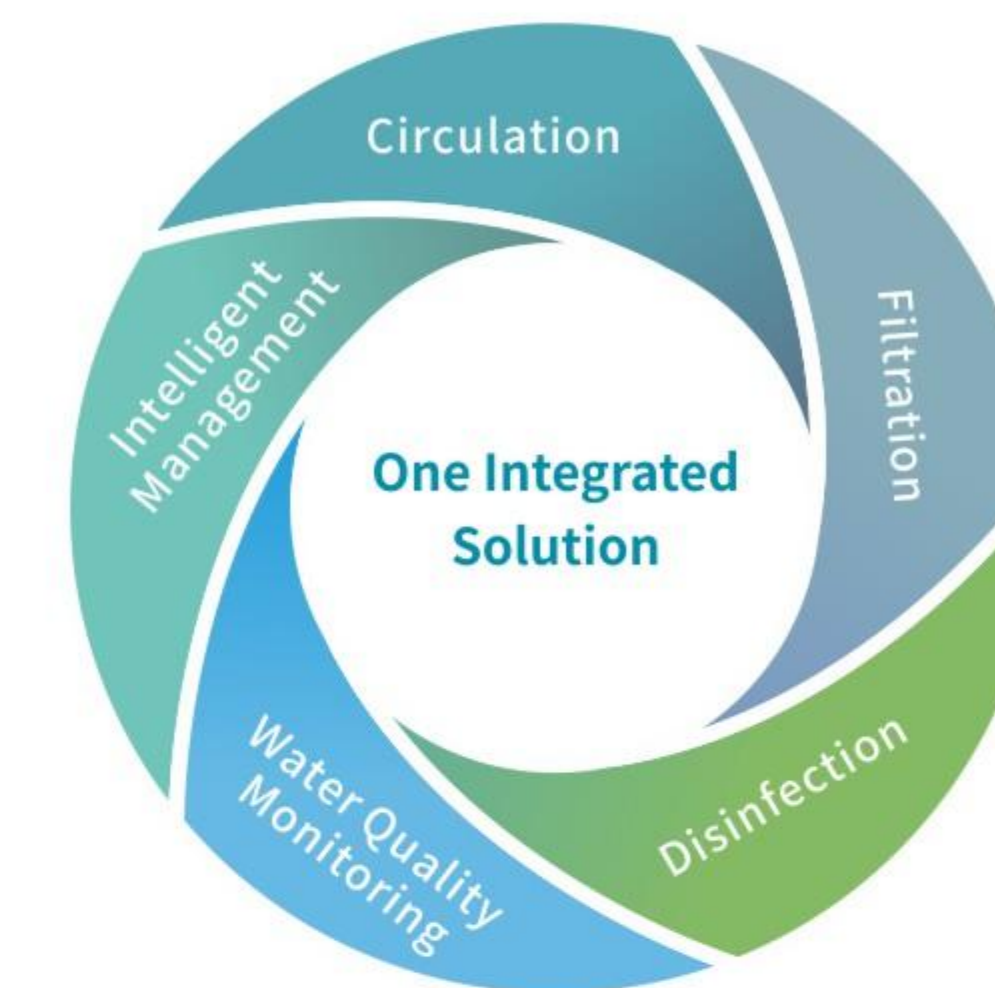 Circulation
Filtration
Disinfection
Water Quality
Monitoring
Intelligent
Management
One Integrated
Solution